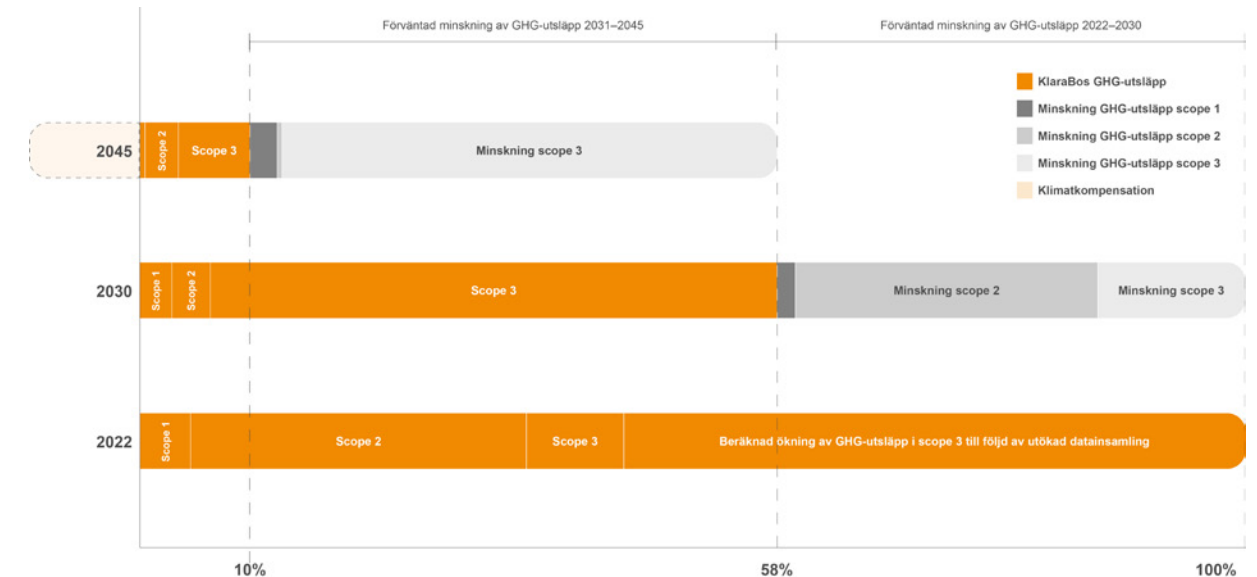 Förväntad minskning av GHG-utsläpp 2031–2045
Förväntad minskning av GHG-utsläpp 2022–2030
KlaraBos GHG-utsläpp
Minskning GHG-utsläpp scope 1
Minskning GHG-utsläpp scope 2
Minskning GHG-utsläpp scope 3
Klimatkompensation
2045
Scope 2
Scope 3
Minskning scope 3
2030
Scope 1
Scope 2
Scope 3
Minskning scope 2
Minskning scope 3
2022
Scope 1
Scope 2
Scope 3
Beräknad ökning av GHG-utsläpp i scope 3 till följd av utökad datainsamling
10%
58%
100%